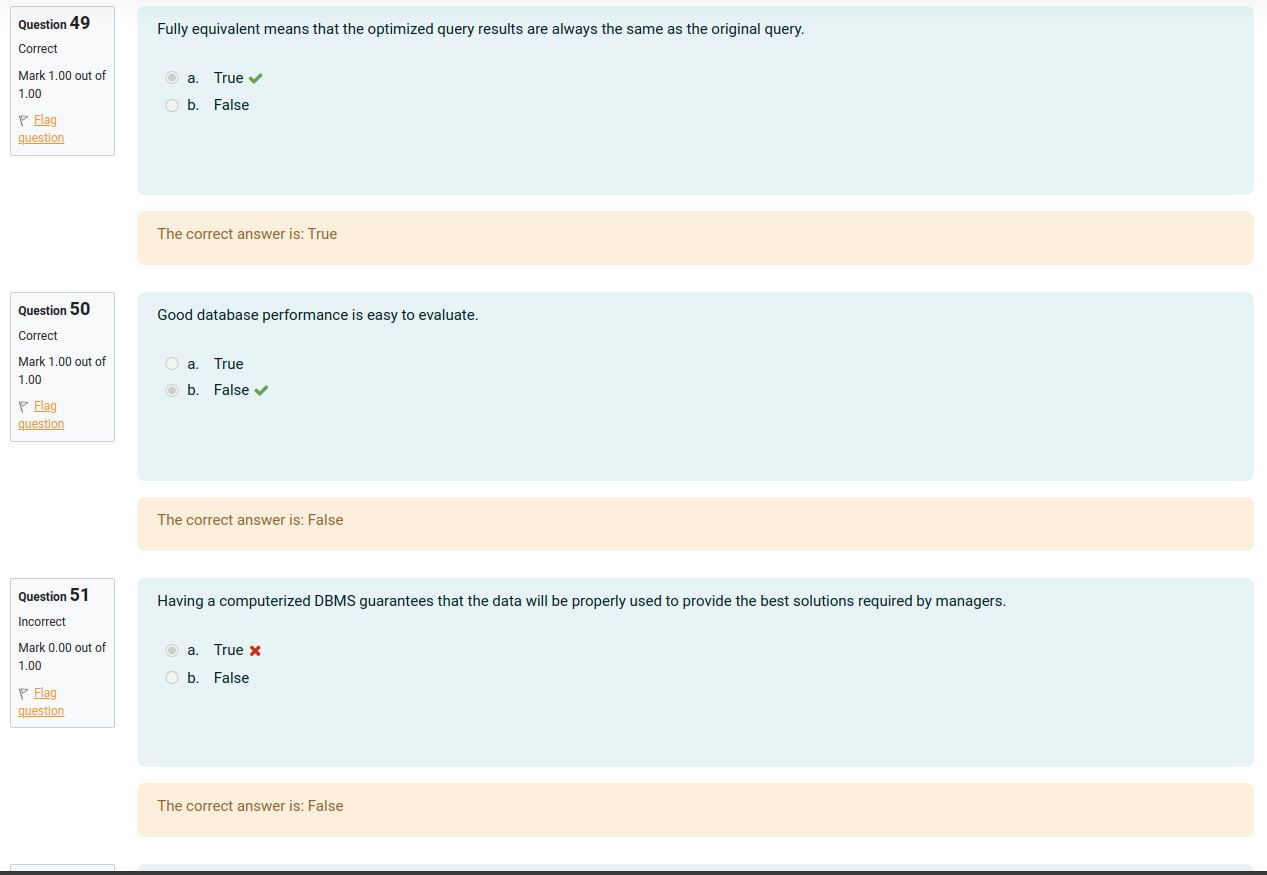 Question 49
Correct
Mark 1.00 out of
1.00
Flag
question
Fully equivalent means that the optimized query results are always the same as the original query.
a. True
b. False
The correct answer is: True
Question 50
Correct
Mark 1.00 out of
1.00
Flag
question
Good database performance is easy to evaluate.
a. True
b. False
The correct answer is: False
Question 51
Incorrect
Mark 0.00 out of
1.00
Flag
question
Having a computerized DBMS guarantees that the data will be properly used to provide the best solutions required by managers.
a. True
b. False
The correct answer is: False